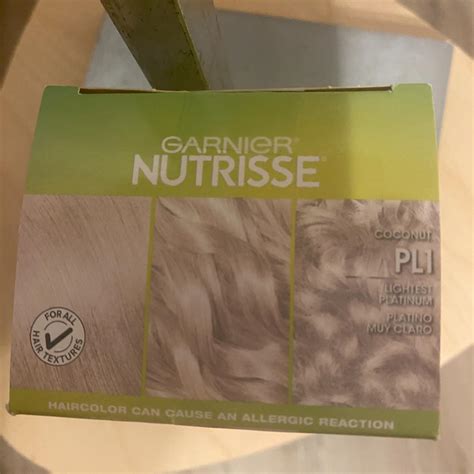 GARNIER®
NUTRISSE®
COCONUT
PL1
LIGHTEST
PLATINUM
PLATINO
MUY CLARO
FOR ALL
HAIR TEXTURES
HAIRCOLOR CAN CAUSE AN ALLERGIC REACTION